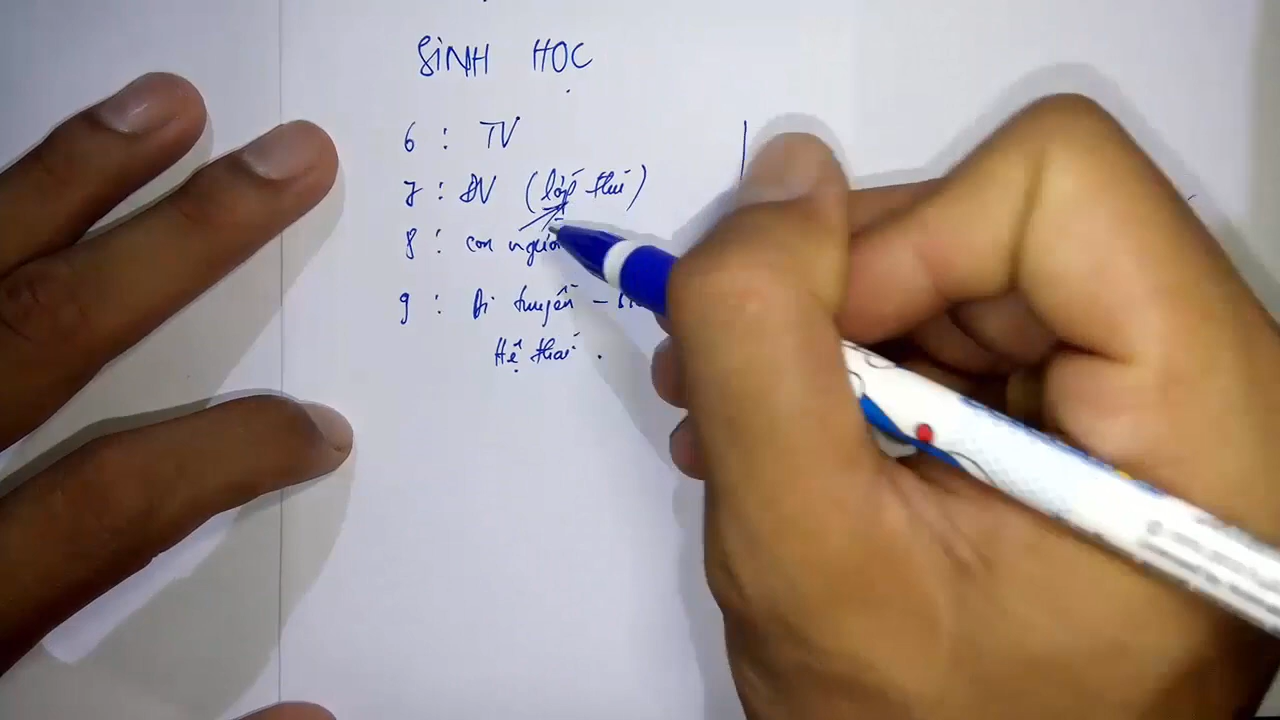 SINH HỌC
6 : TV
7 : ĐV (lớp thú)
8 : con người
9 : Di truyền -
Hệ thái.